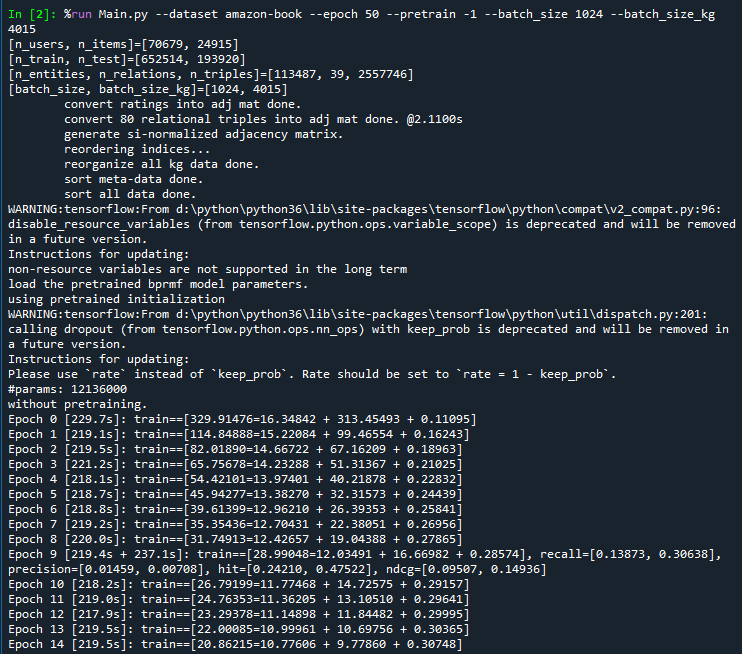 In [2]: %run Main.py --dataset amazon-book --epoch 50 --pretrain -1 --batch_size 1024 --batch_size_kg
4015
[n_users, n_items]=[70679, 24915]
[n_train, n_test]=[652514, 193920]
[n_entities, n_relations, n_triples]=[113487, 39, 2557746]
[batch_size, batch_size_kg]=[1024, 4015]
convert ratings into adj mat done.
convert 80 relational triples into adj mat done. @2.1100s
generate si-normalized adjacency matrix.
reordering indices...
reorganize all kg data done.
sort meta-data done.
sort all data done.
WARNING:tensorflow:From d:\python\python36\lib\site-packages\tensorflow\python\compat\v2_compat.py:96:
disable_resource_variables (from tensorflow.python.ops.variable_scope) is deprecated and will be removed
in a future version.
Instructions for updating:
non-resource variables are not supported in the long term
load the pretrained bprmf model parameters.
using pretrained initialization
WARNING:tensorflow:From d:\python\python36\lib\site-packages\tensorflow\python\util\dispatch.py:201:
calling dropout (from tensorflow.python.ops.nn_ops) with keep_prob is deprecated and will be removed in
a future version.
Instructions for updating:
Please use `rate` instead of `keep_prob`. Rate should be set to `rate = 1 - keep_prob`.
#params: 12136000
without pretraining.
Epoch 0 [229.7s]: train==[329.91476=16.34842 + 313.45493 + 0.11095]
Epoch 1 [219.1s]: train==[114.84888=15.22084 + 99.46554 + 0.16243]
Epoch 2 [219.5s]: train==[82.01890=14.66722 + 67.16209 + 0.18963]
Epoch 3 [221.2s]: train==[65.75678=14.23288 + 51.31367 + 0.21025]
Epoch 4 [218.1s]: train==[54.42101=13.97401 + 40.21878 + 0.22832]
Epoch 5 [218.7s]: train==[45.94277=13.38270 + 32.31573 + 0.24439]
Epoch 6 [218.8s]: train==[39.61399=12.96210 + 26.39353 + 0.25841]
Epoch 7 [219.2s]: train==[35.35436=12.70431 + 22.38051 + 0.26956]
Epoch 8 [220.0s]: train==[31.74913=12.42657 + 19.04388 + 0.27865]
Epoch 9 [219.4s + 237.1s]: train==[28.99048=12.03491 + 16.66982 + 0.28574], recall=[0.13873, 0.30638],
precision=[0.01459, 0.00708], hit=[0.24210, 0.47522], ndcg=[0.09507, 0.14936]
Epoch 10 [218.2s]: train==[26.79199=11.77468 + 14.72575 + 0.29157]
Epoch 11 [219.0s]: train==[24.76353=11.36205 + 13.10510 + 0.29641]
Epoch 12 [217.9s]: train==[23.29378=11.14898 + 11.84482 + 0.29995]
Epoch 13 [219.5s]: train==[22.00085=10.99961 + 10.69756 + 0.30365]
Epoch 14 [219.5s]: train==[20.86215=10.77606 + 9.77860 + 0.30748]